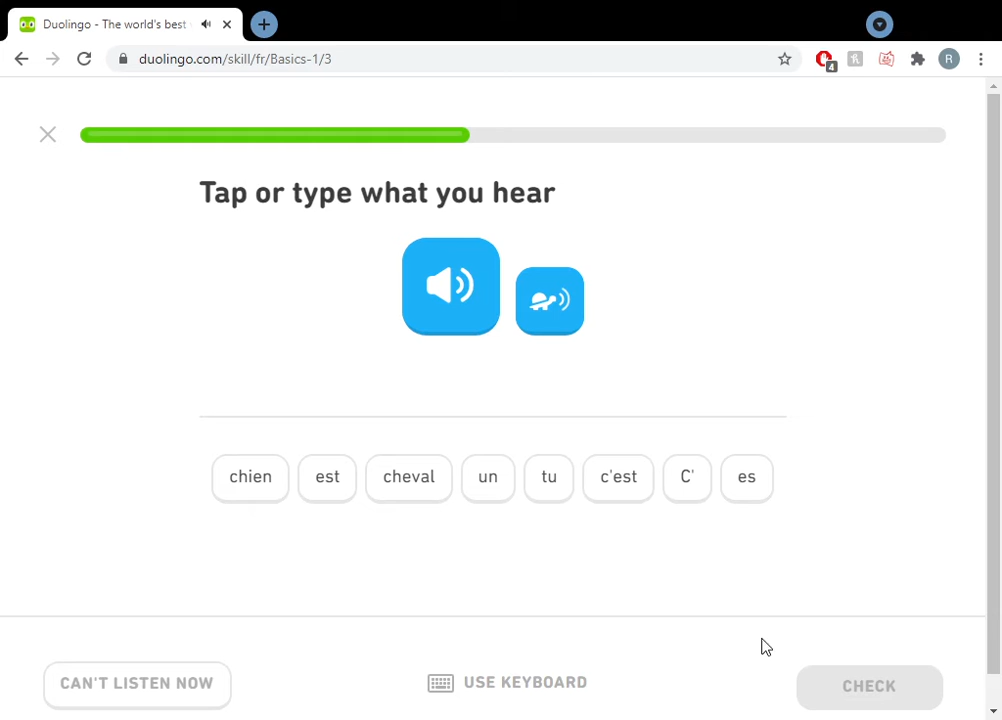 Duolingo - The world's best
duolingo.com/skill/fr/Basics-1/3
4
R
Tap or type what you hear
chien est cheval un tu c'est C' es
CAN'T LISTEN NOW
USE KEYBOARD
CHECK